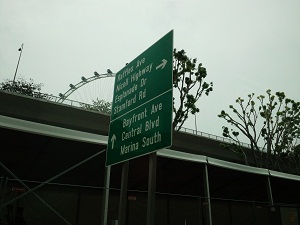 Raffles Ave
Nicoll Highway
Esplanade Dr
Stamford Rd
Bayfront Ave
Central Blvd
Marina South